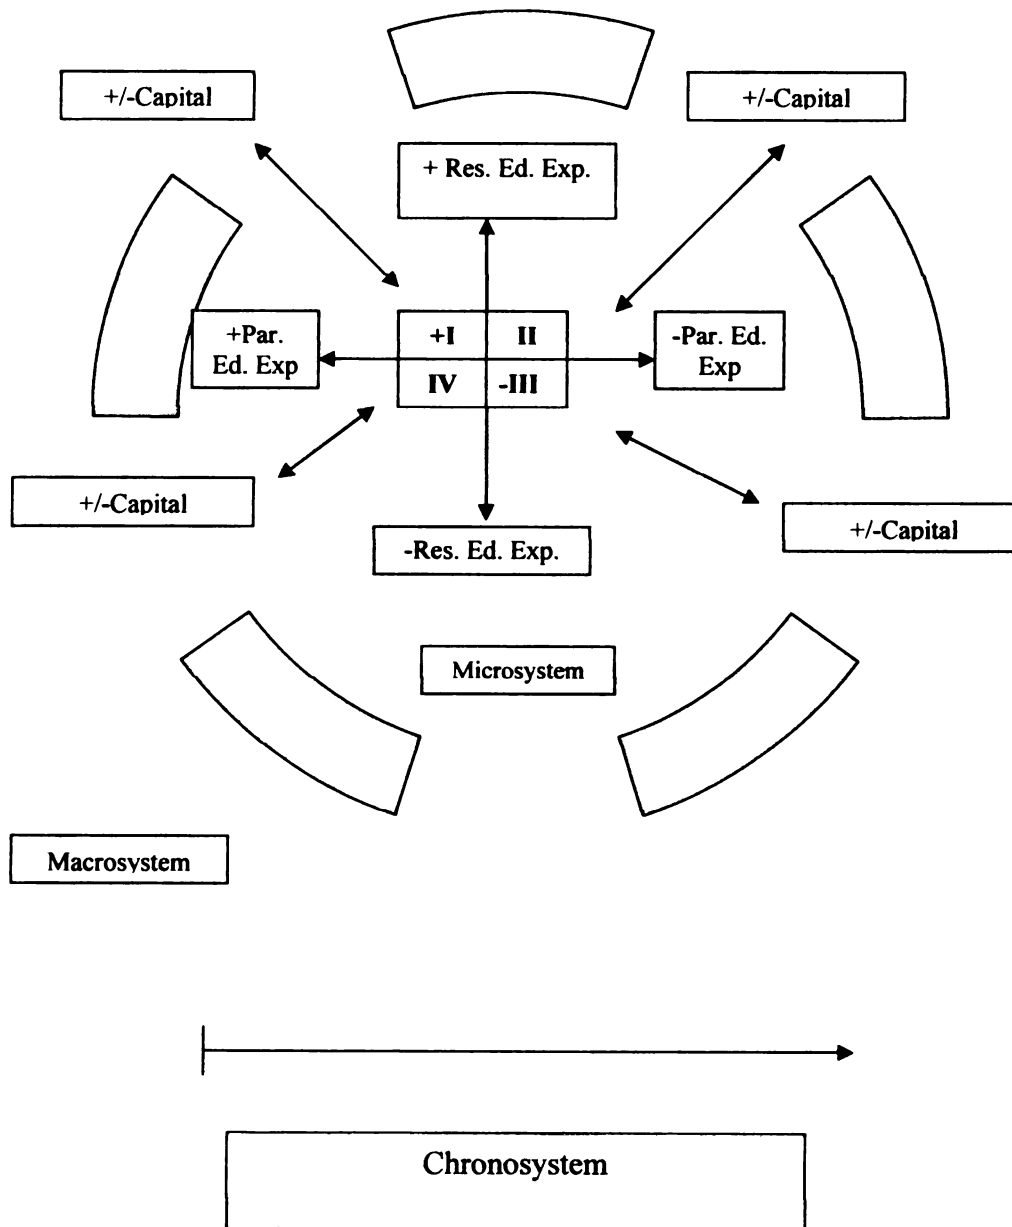 +/-Capital
+/-Capital
+ Res. Ed. Exp.
+Par.
Ed. Exp
+I
II
IV
-III
-Par. Ed.
Exp
+/-Capital
+/-Capital
-Res. Ed. Exp.
Microsystem
Macrosystem
Chronosystem